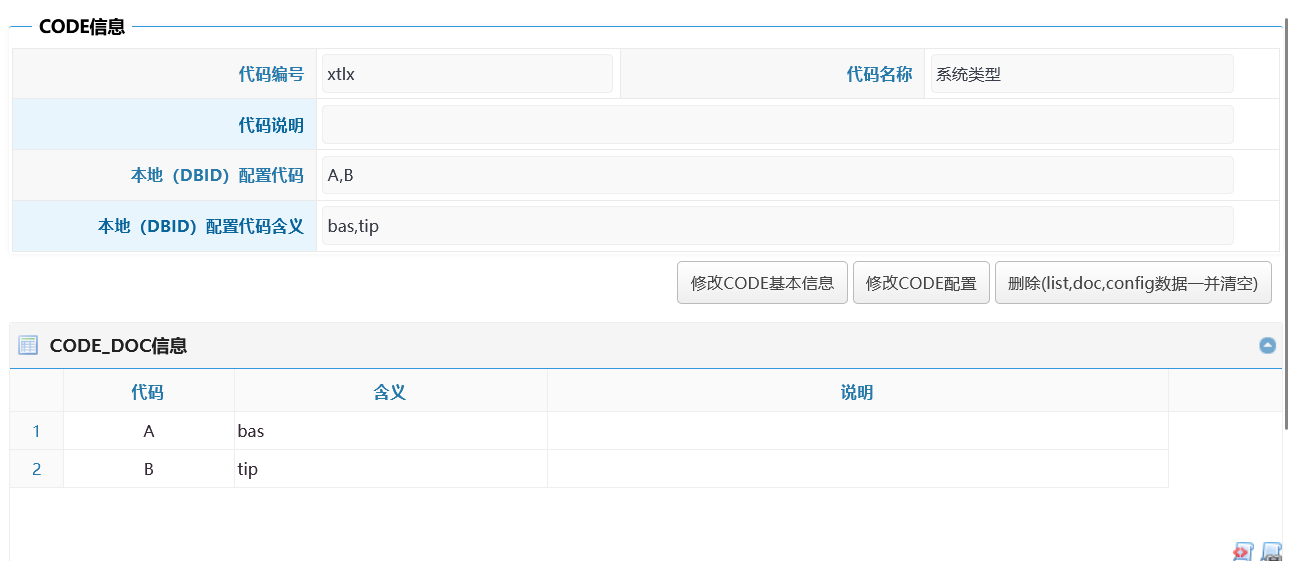 CODE信息
代码编号 xtlx 代码名称 系统类型
代码说明
本地（DBID）配置代码 A,B
本地（DBID）配置代码含义 bas,tip
修改CODE基本信息 修改CODE配置 删除(list,doc,config数据一并清空)
CODE_DOC信息
代码 含义 说明
1 A bas
2 B tip